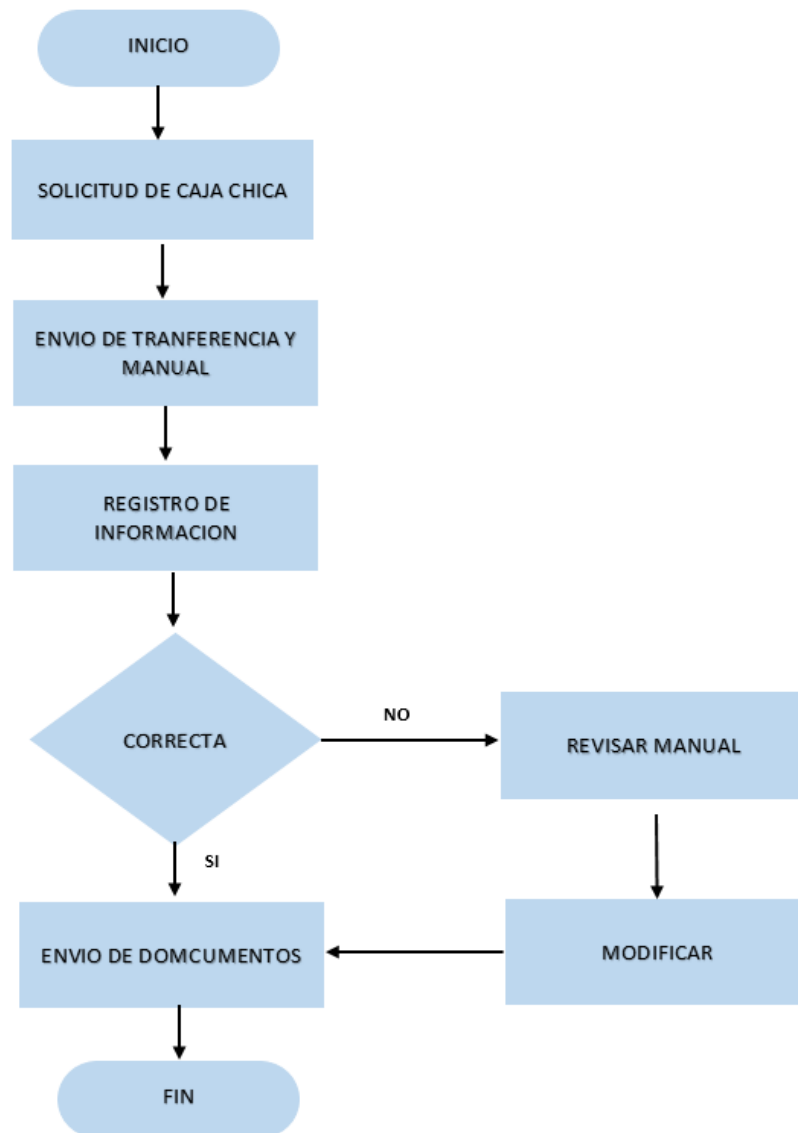 INICIO
SOLICITUD DE CAJA CHICA
ENVIO DE TRANFERENCIA Y
MANUAL
REGISTRO DE
INFORMACION
CORRECTA
NO
REVISAR MANUAL
SI
ENVIO DE DOMCUMENTOS
MODIFICAR
FIN